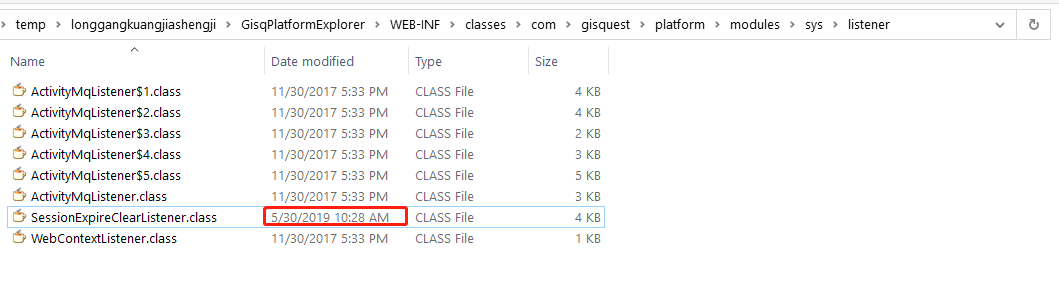 temp > longgangkuangjiashengji > GisqPlatformExplorer > WEB-INF > classes > com > gisquest > platform > modules > sys > listener
Name Date modified Type Size
ActivityMqListener$1.class 11/30/2017 5:33 PM CLASS File 4 KB
ActivityMqListener$2.class 11/30/2017 5:33 PM CLASS File 4 KB
ActivityMqListener$3.class 11/30/2017 5:33 PM CLASS File 2 KB
ActivityMqListener$4.class 11/30/2017 5:33 PM CLASS File 3 KB
ActivityMqListener$5.class 11/30/2017 5:33 PM CLASS File 5 KB
ActivityMqListener.class 11/30/2017 5:33 PM CLASS File 3 KB
SessionExpireClearListener.class 5/30/2019 10:28 AM CLASS File 4 KB
WebContextListener.class 11/30/2017 5:33 PM CLASS File 1 KB